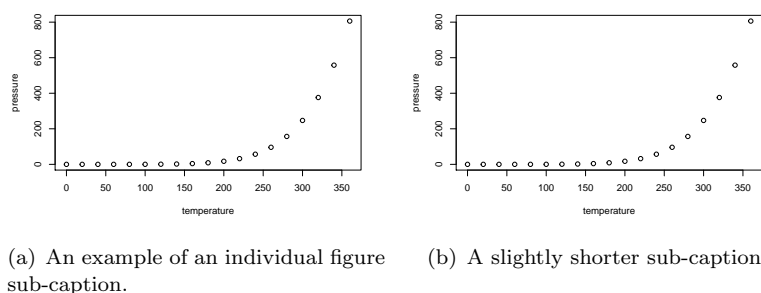 800
600
400
200
0
pressure
0 50 100 150 200 250 300 350
temperature
(a) An example of an individual figure
sub-caption.
800
600
400
200
0
pressure
0 50 100 150 200 250 300 350
temperature
(b) A slightly shorter sub-caption